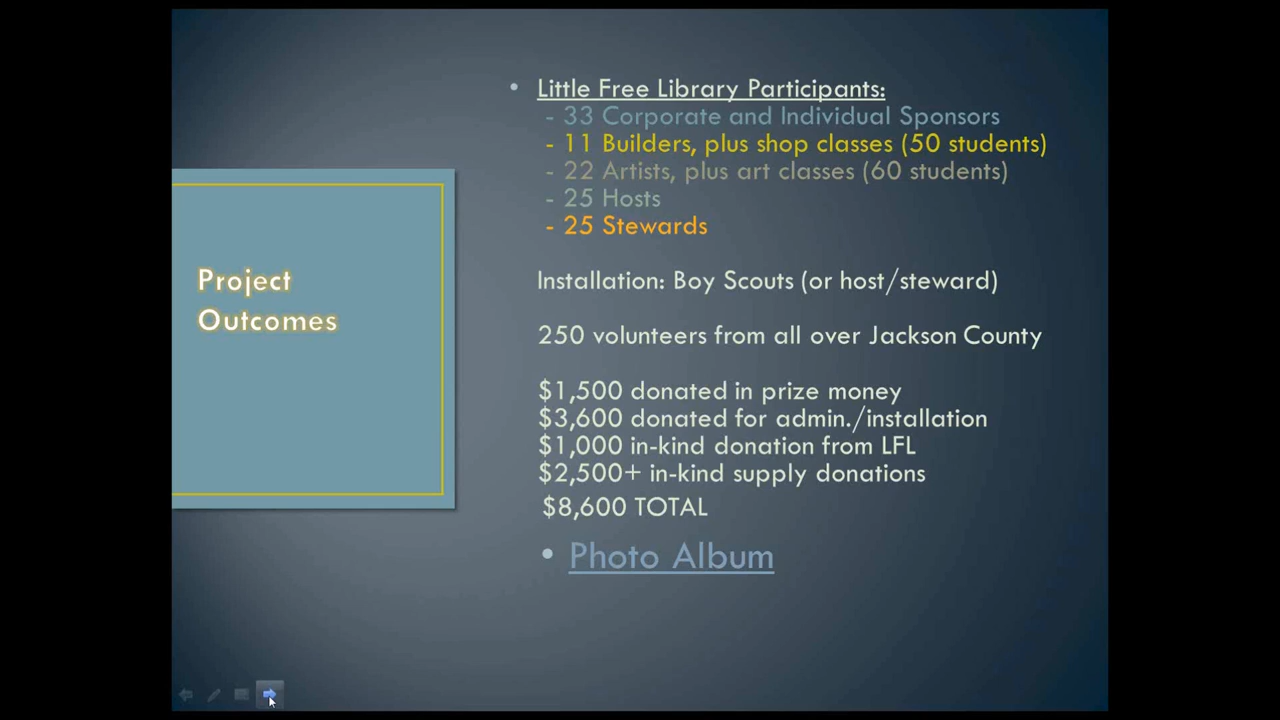 Project
Outcomes
• Little Free Library Participants:
- 33 Corporate and Individual Sponsors
- 11 Builders, plus shop classes (50 students)
- 22 Artists, plus art classes (60 students)
- 25 Hosts
- 25 Stewards
Installation: Boy Scouts (or host/steward)
250 volunteers from all over Jackson County
$1,500 donated in prize money
$3,600 donated for admin./installation
$1,000 in-kind donation from LFL
$2,500+ in-kind supply donations
$8,600 TOTAL
• Photo Album